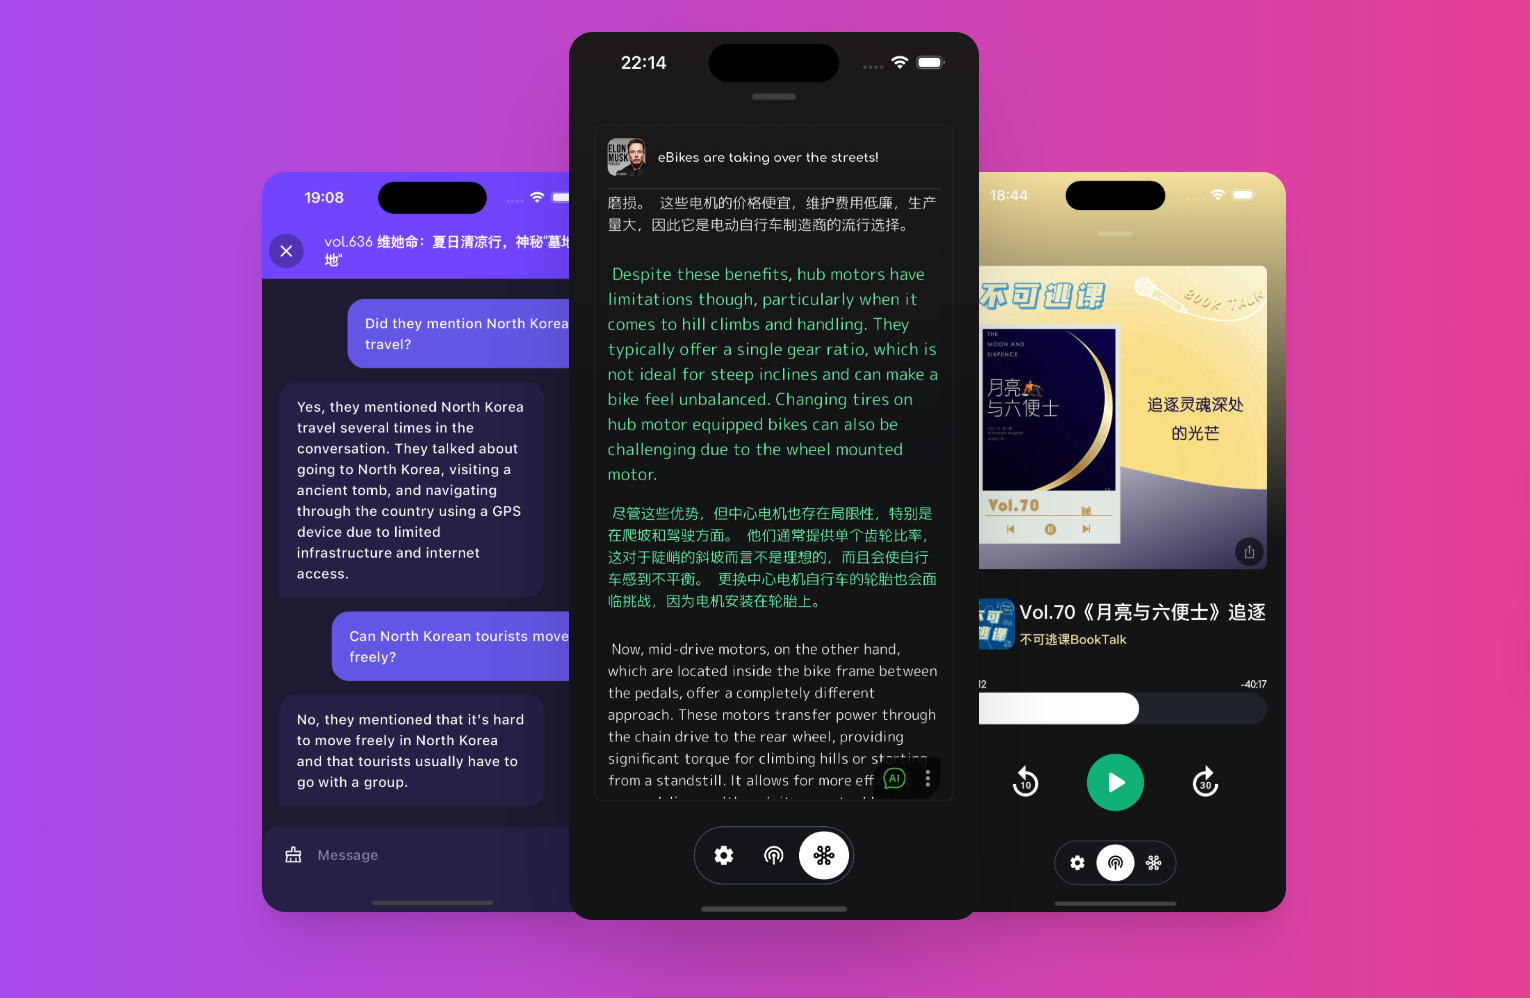 19:08
vol.636 维她命：夏日清凉行，神秘“墓地
地”
Did they mention North Korea
travel?
Yes, they mentioned North Korea
travel several times in the
conversation. They talked about
going to North Korea, visiting a
ancient tomb, and navigating
through the country using a GPS
device due to limited
infrastructure and internet
access.
Can North Korean tourists move
freely?
No, they mentioned that it's hard
to move freely in North Korea
and that tourists usually have to
go with a group.
Message
22:14
ELON
MUSK
eBikes are taking over the streets!
磨损。 这些电机的价格便宜，维护费用低廉，生产
量大，因此它是电动自行车制造商的流行选择。
Despite these benefits, hub motors have
limitations though, particularly when it
comes to hill climbs and handling. They
typically offer a single gear ratio, which is
not ideal for steep inclines and can make a
bike feel unbalanced. Changing tires on
hub motor equipped bikes can also be
challenging due to the wheel mounted
motor.
尽管这些优势，但中心电机也存在局限性，特别是
在爬坡和驾驶方面。 他们通常提供单个齿轮比率，
这对于陡峭的斜坡而言不是理想的，而且会使自行
车感到不平衡。 更换中心电机自行车的轮胎也会面
临挑战，因为电机安装在轮胎上。
Now, mid-drive motors, on the other hand,
which are located inside the bike frame between
the pedals, offer a completely different
approach. These motors transfer power through
the chain drive to the rear wheel, providing
significant torque for climbing hills or starting
from a standstill. It allows for more
AI
18:44
不可逃课
BOOK TALK
THE
MOON AND
SIXPENCE
月亮
与六便士
追逐灵魂深处
的光芒
Vol.70
不可
逃课
Vol.70《月亮与六便士》追逐
不可逃课BookTalk
12
-40:17
10
30